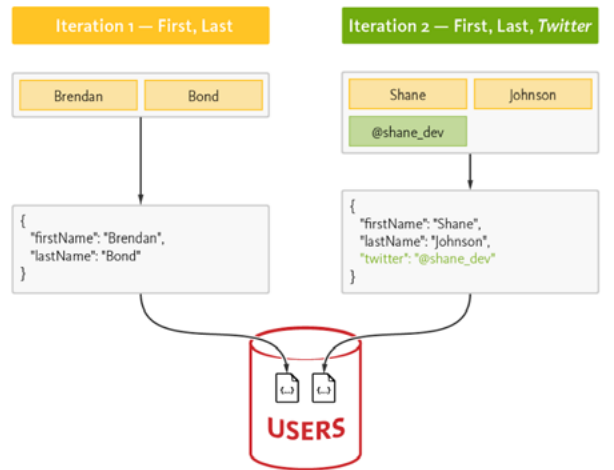 Iteration 1 — First, Last
Iteration 2 — First, Last, Twitter
Brendan
Bond
Shane
Johnson
@shane_dev
{
"firstName": "Brendan",
"lastName": "Bond"
}
{
"firstName": "Shane",
"lastName": "Johnson",
"twitter": "@shane_dev"
}
{...}
{...}
USERS